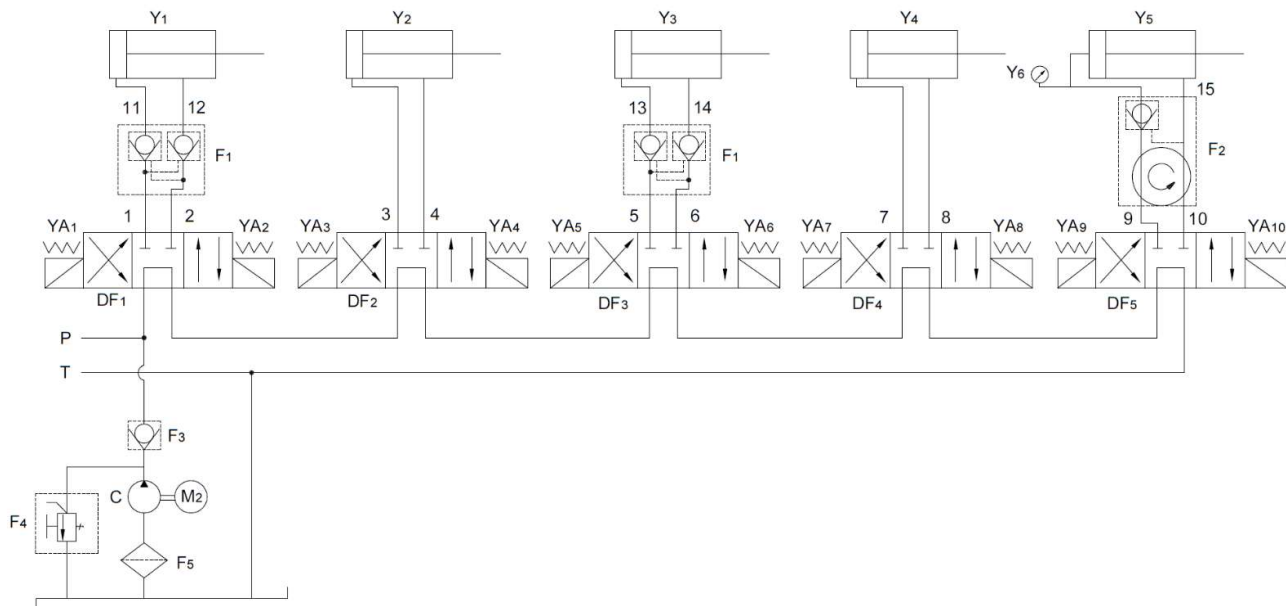 Y1 Y2 Y3 Y4 Y5
Y6
11 12 13 14 15
F1 F1 F2
1 2 3 4 5 6 7 8 9 10
YA1 YA2 YA3 YA4 YA5 YA6 YA7 YA8 YA9 YA10
DF1 DF2 DF3 DF4 DF5
P
T
F3
C M2
F4
F5